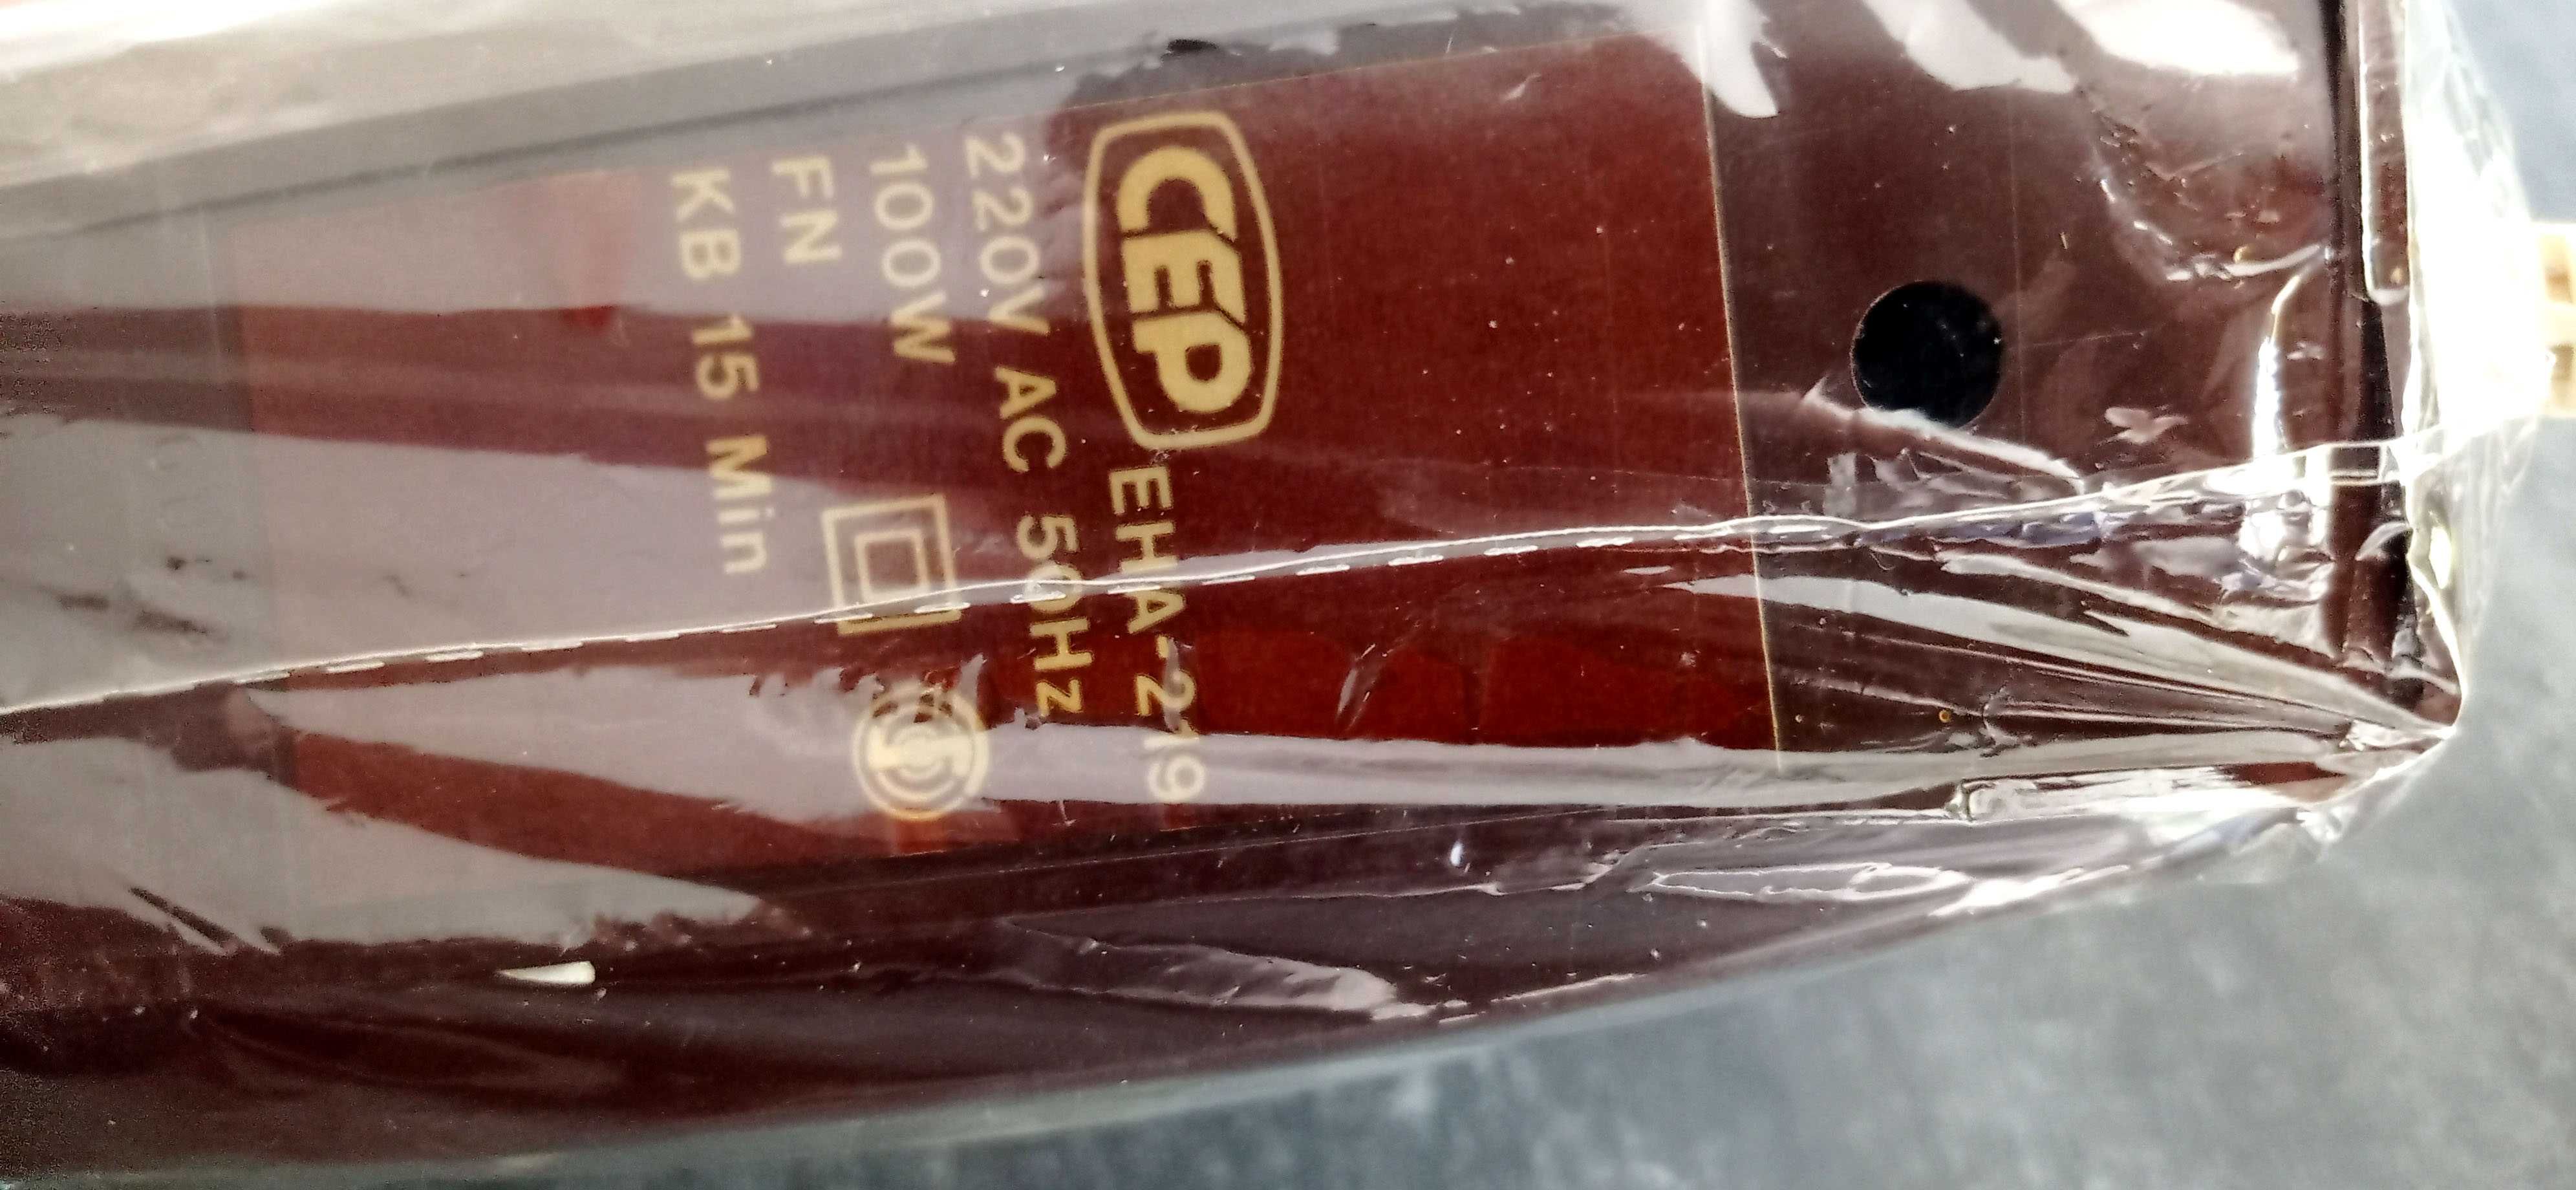 CEP EHA-219
220V AC 50Hz
100W
FN
KB 15 Min